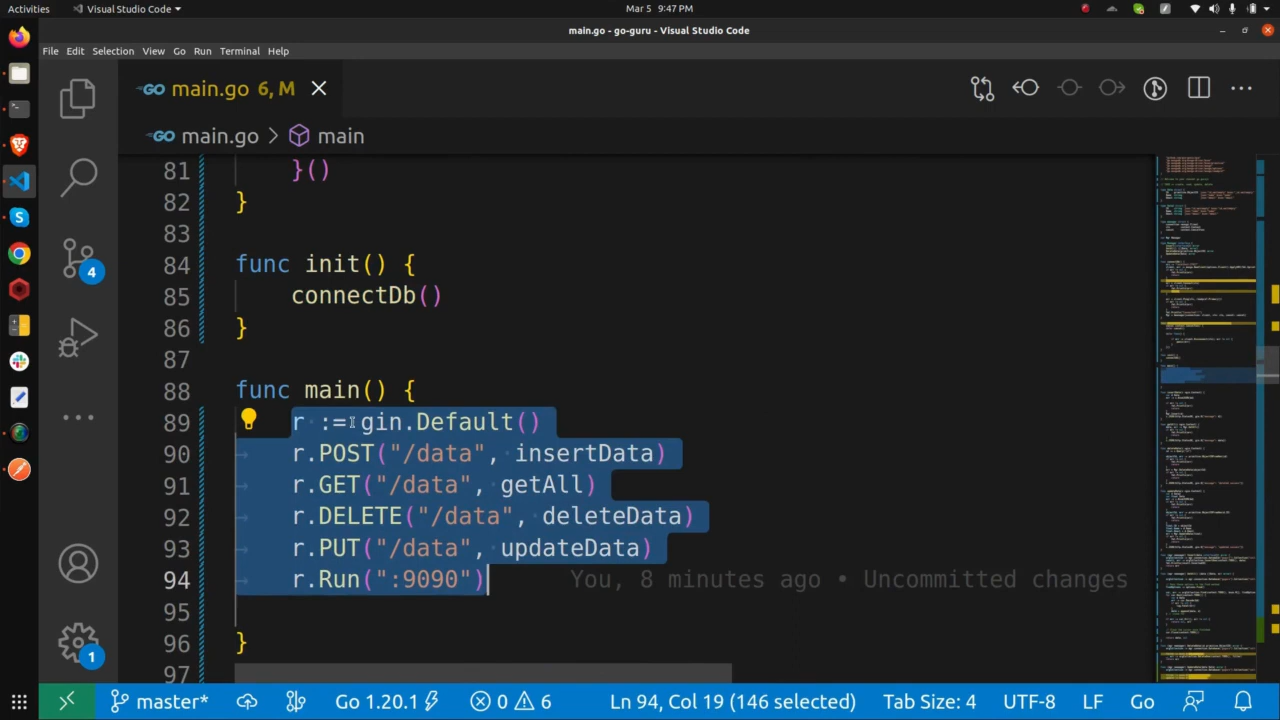 Activities
Visual Studio Code
Mar 5 9:47 PM
main.go - go-guru - Visual Studio Code
File Edit Selection View Go Run Terminal Help
GO main.go 6, M
GO main.go > main
81 }()
82 }
83
84 func init() {
85 connectDb()
86 }
87
88 func main() {
89 r := gin.Default()
90 r.POST("/data", insertData)
91 r.GET("/data", getAll)
92 r.DELETE("/data", deleteData)
93 r.PUT("/data", updateData)
94 r.Run(":9090") You, minutes ago • Uncommitted changes
95
96 }
97
4
1
master* Go 1.20.1 0 6 Ln 94, Col 19 (146 selected) Tab Size: 4 UTF-8 LF Go